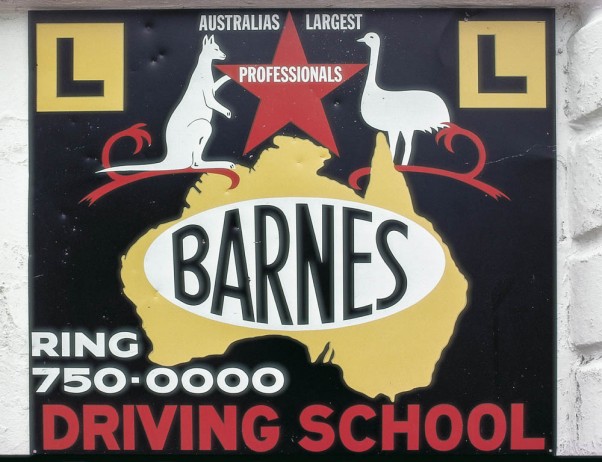 AUSTRALIAS LARGEST
L
L
PROFESSIONALS
BARNES
RING
750-0000
DRIVING SCHOOL